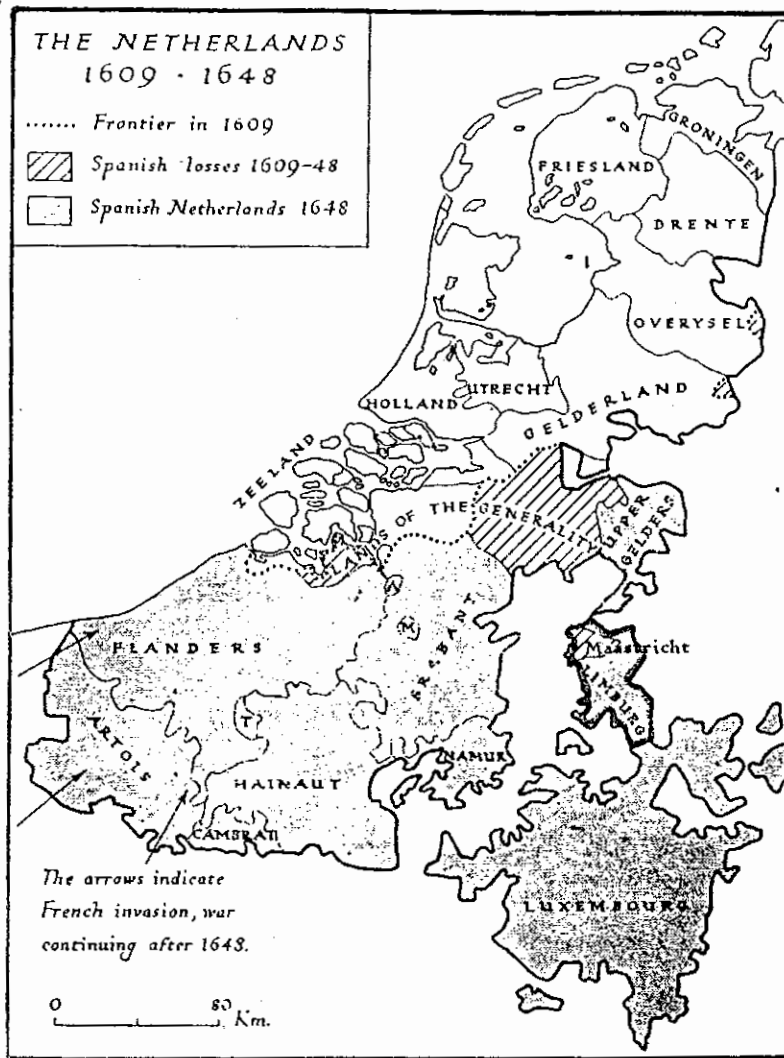 THE NETHERLANDS
1609 · 1648
....... Frontier in 1609
Spanish losses 1609-48
Spanish Netherlands 1648
GRONINGEN
FRIESLAND
DRENTE
OVERYSEL
UTRECHT
HOLLAND
GELDERLAND
ZEELAND
LANDS OF THE GENERALITY
UPPER
GELDERS
A
M
FLANDERS
BRABANT
Maastricht
LIMBURG
ARTOIS
T
NAMUR
HAINAUT
CAMBRAI
LUXEMBOURG
The arrows indicate
French invasion, war
continuing after 1648.
0 80
Km.